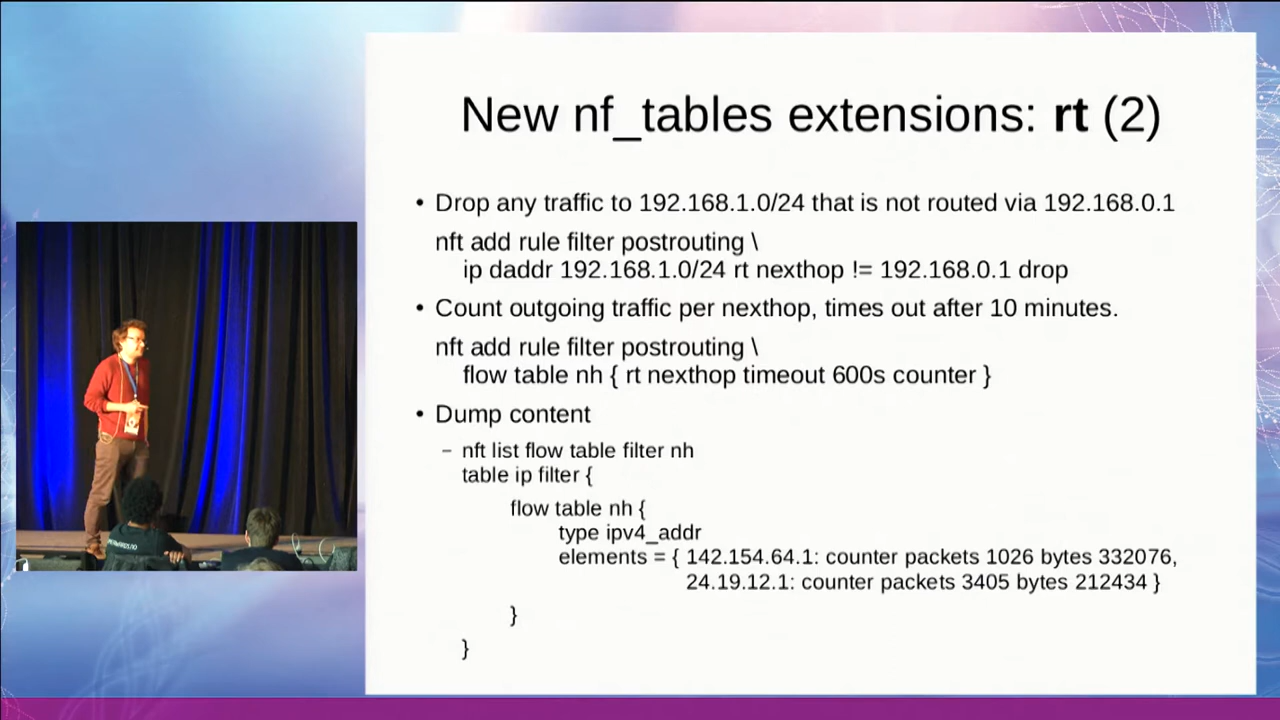 New nf_tables extensions: rt (2)
• Drop any traffic to 192.168.1.0/24 that is not routed via 192.168.0.1
nft add rule filter postrouting \
ip daddr 192.168.1.0/24 rt nexthop != 192.168.0.1 drop
• Count outgoing traffic per nexthop, times out after 10 minutes.
nft add rule filter postrouting \
flow table nh { rt nexthop timeout 600s counter }
• Dump content
– nft list flow table filter nh
table ip filter {
flow table nh {
type ipv4_addr
elements = { 142.154.64.1: counter packets 1026 bytes 332076,
24.19.12.1: counter packets 3405 bytes 212434 }
}
}